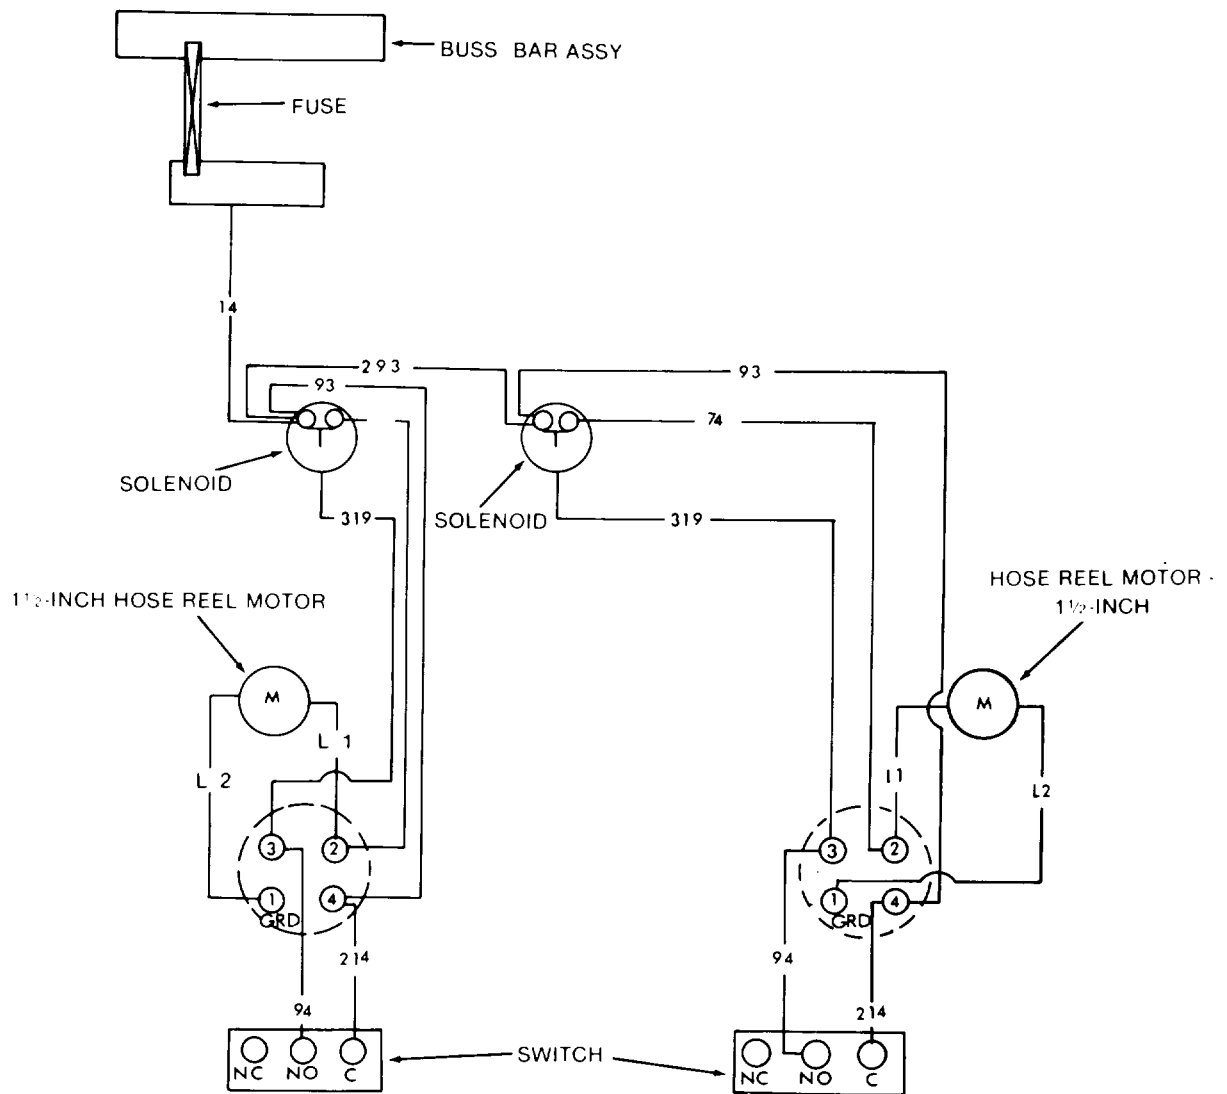 BUSS BAR ASSY
FUSE
14
293
93
93
74
SOLENOID
SOLENOID
319
319
1½-INCH HOSE REEL MOTOR
HOSE REEL MOTOR -
1½-INCH
M
M
L 1
L 2
L1
L2
3
2
1
4
GRD
3
2
1
4
GRD
214
94
94
214
SWITCH
NC
NO
C
NC
NO
C